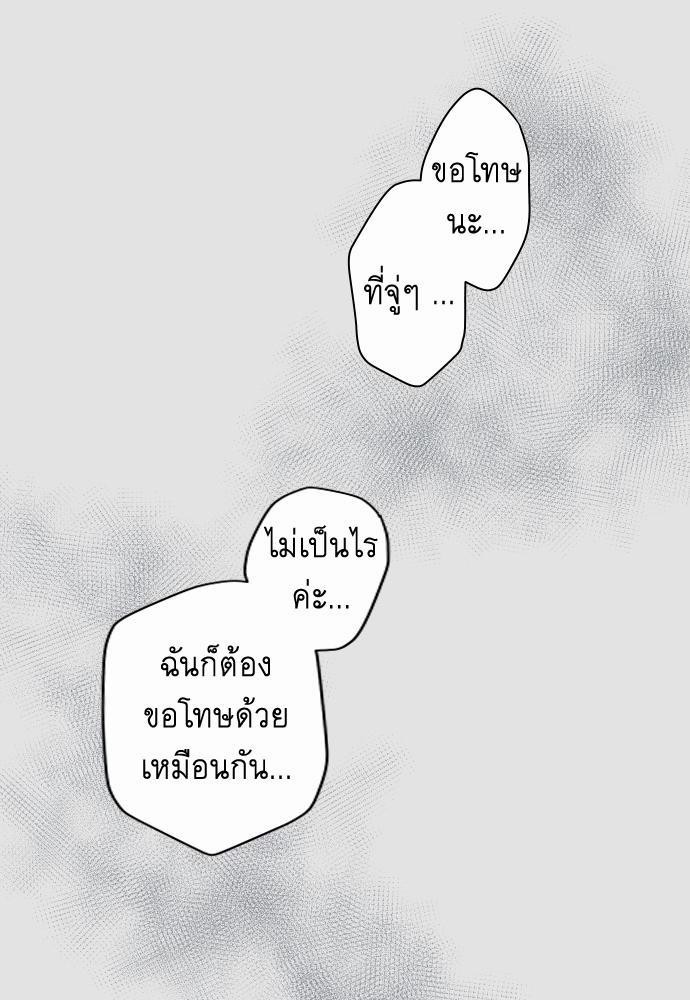 ขอโทษ
นะ...
ที่จู่ๆ ...
ไม่เป็นไร
ค่ะ...
ฉันก็ต้อง
ขอโทษด้วย
เหมือนกัน...